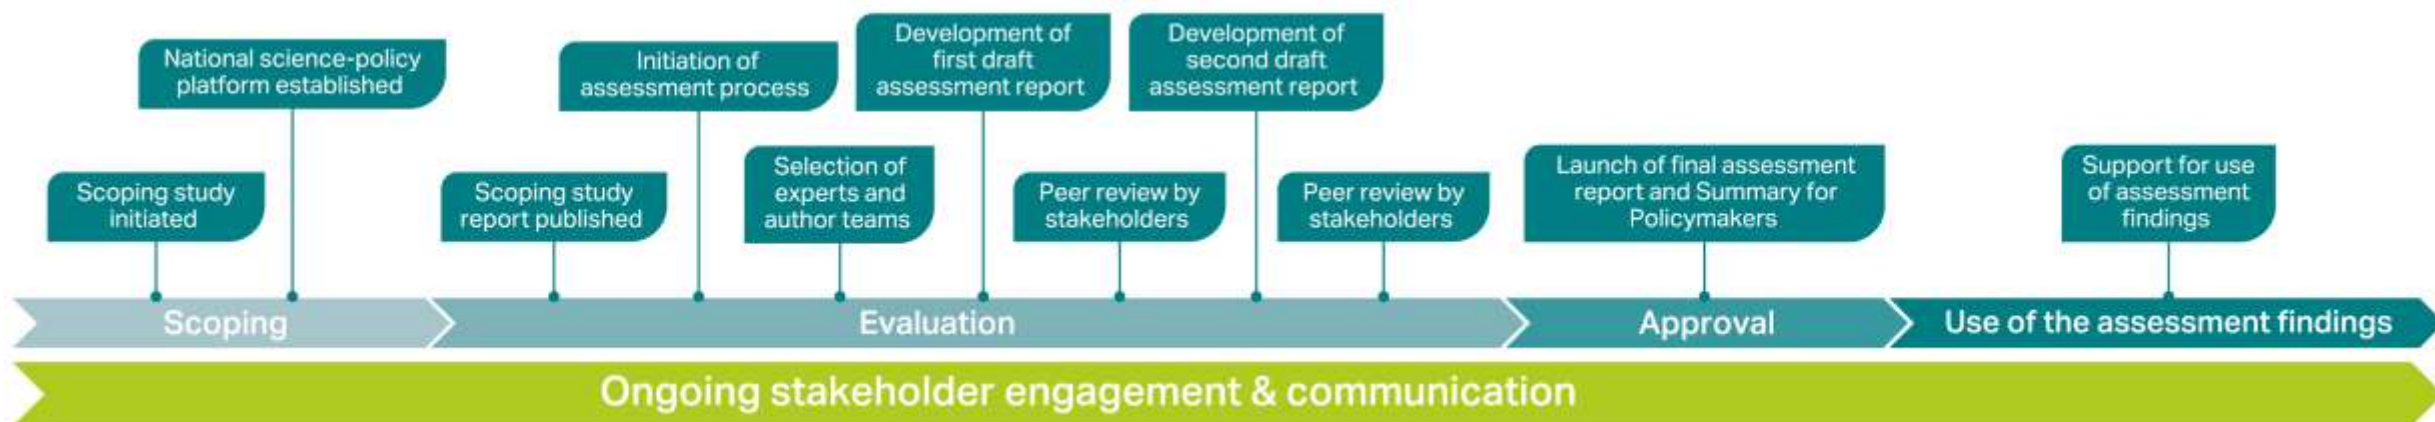 Scoping study
initiated
National science-policy
platform established
Scoping study
report published
Initiation of
assessment process
Selection of
experts and
author teams
Development of
first draft
assessment report
Peer review by
stakeholders
Development of
second draft
assessment report
Peer review by
stakeholders
Launch of final assessment
report and Summary for
Policymakers
Support for use
of assessment
findings
Scoping
Evaluation
Approval
Use of the assessment findings
Ongoing stakeholder engagement & communication